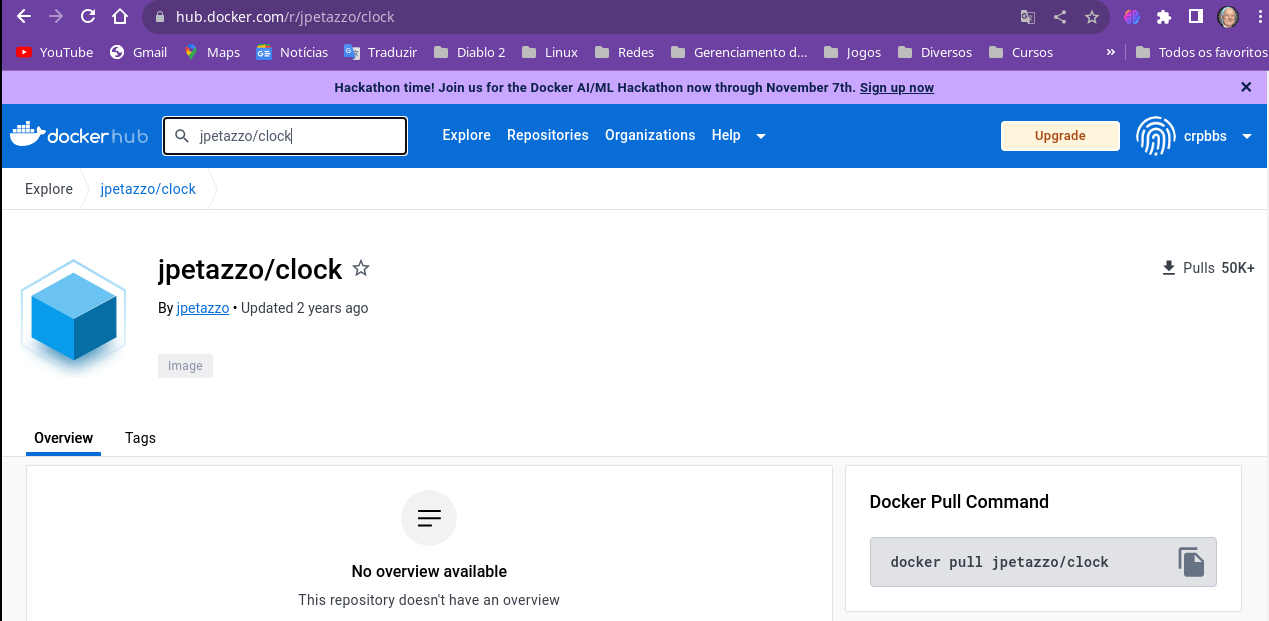 hub.docker.com/r/jpetazzo/clock
YouTube Gmail Maps Notícias Traduzir Diablo 2 Linux Redes Gerenciamento d... Jogos Diversos Cursos » Todos os favoritos
Hackathon time! Join us for the Docker AI/ML Hackathon now through November 7th. Sign up now
dockerhub jpetazzo/clock Explore Repositories Organizations Help Upgrade crpbbs
Explore jpetazzo/clock
jpetazzo/clock
Pulls 50K+
By jpetazzo • Updated 2 years ago
Image
Overview Tags
No overview available
This repository doesn't have an overview
Docker Pull Command
docker pull jpetazzo/clock